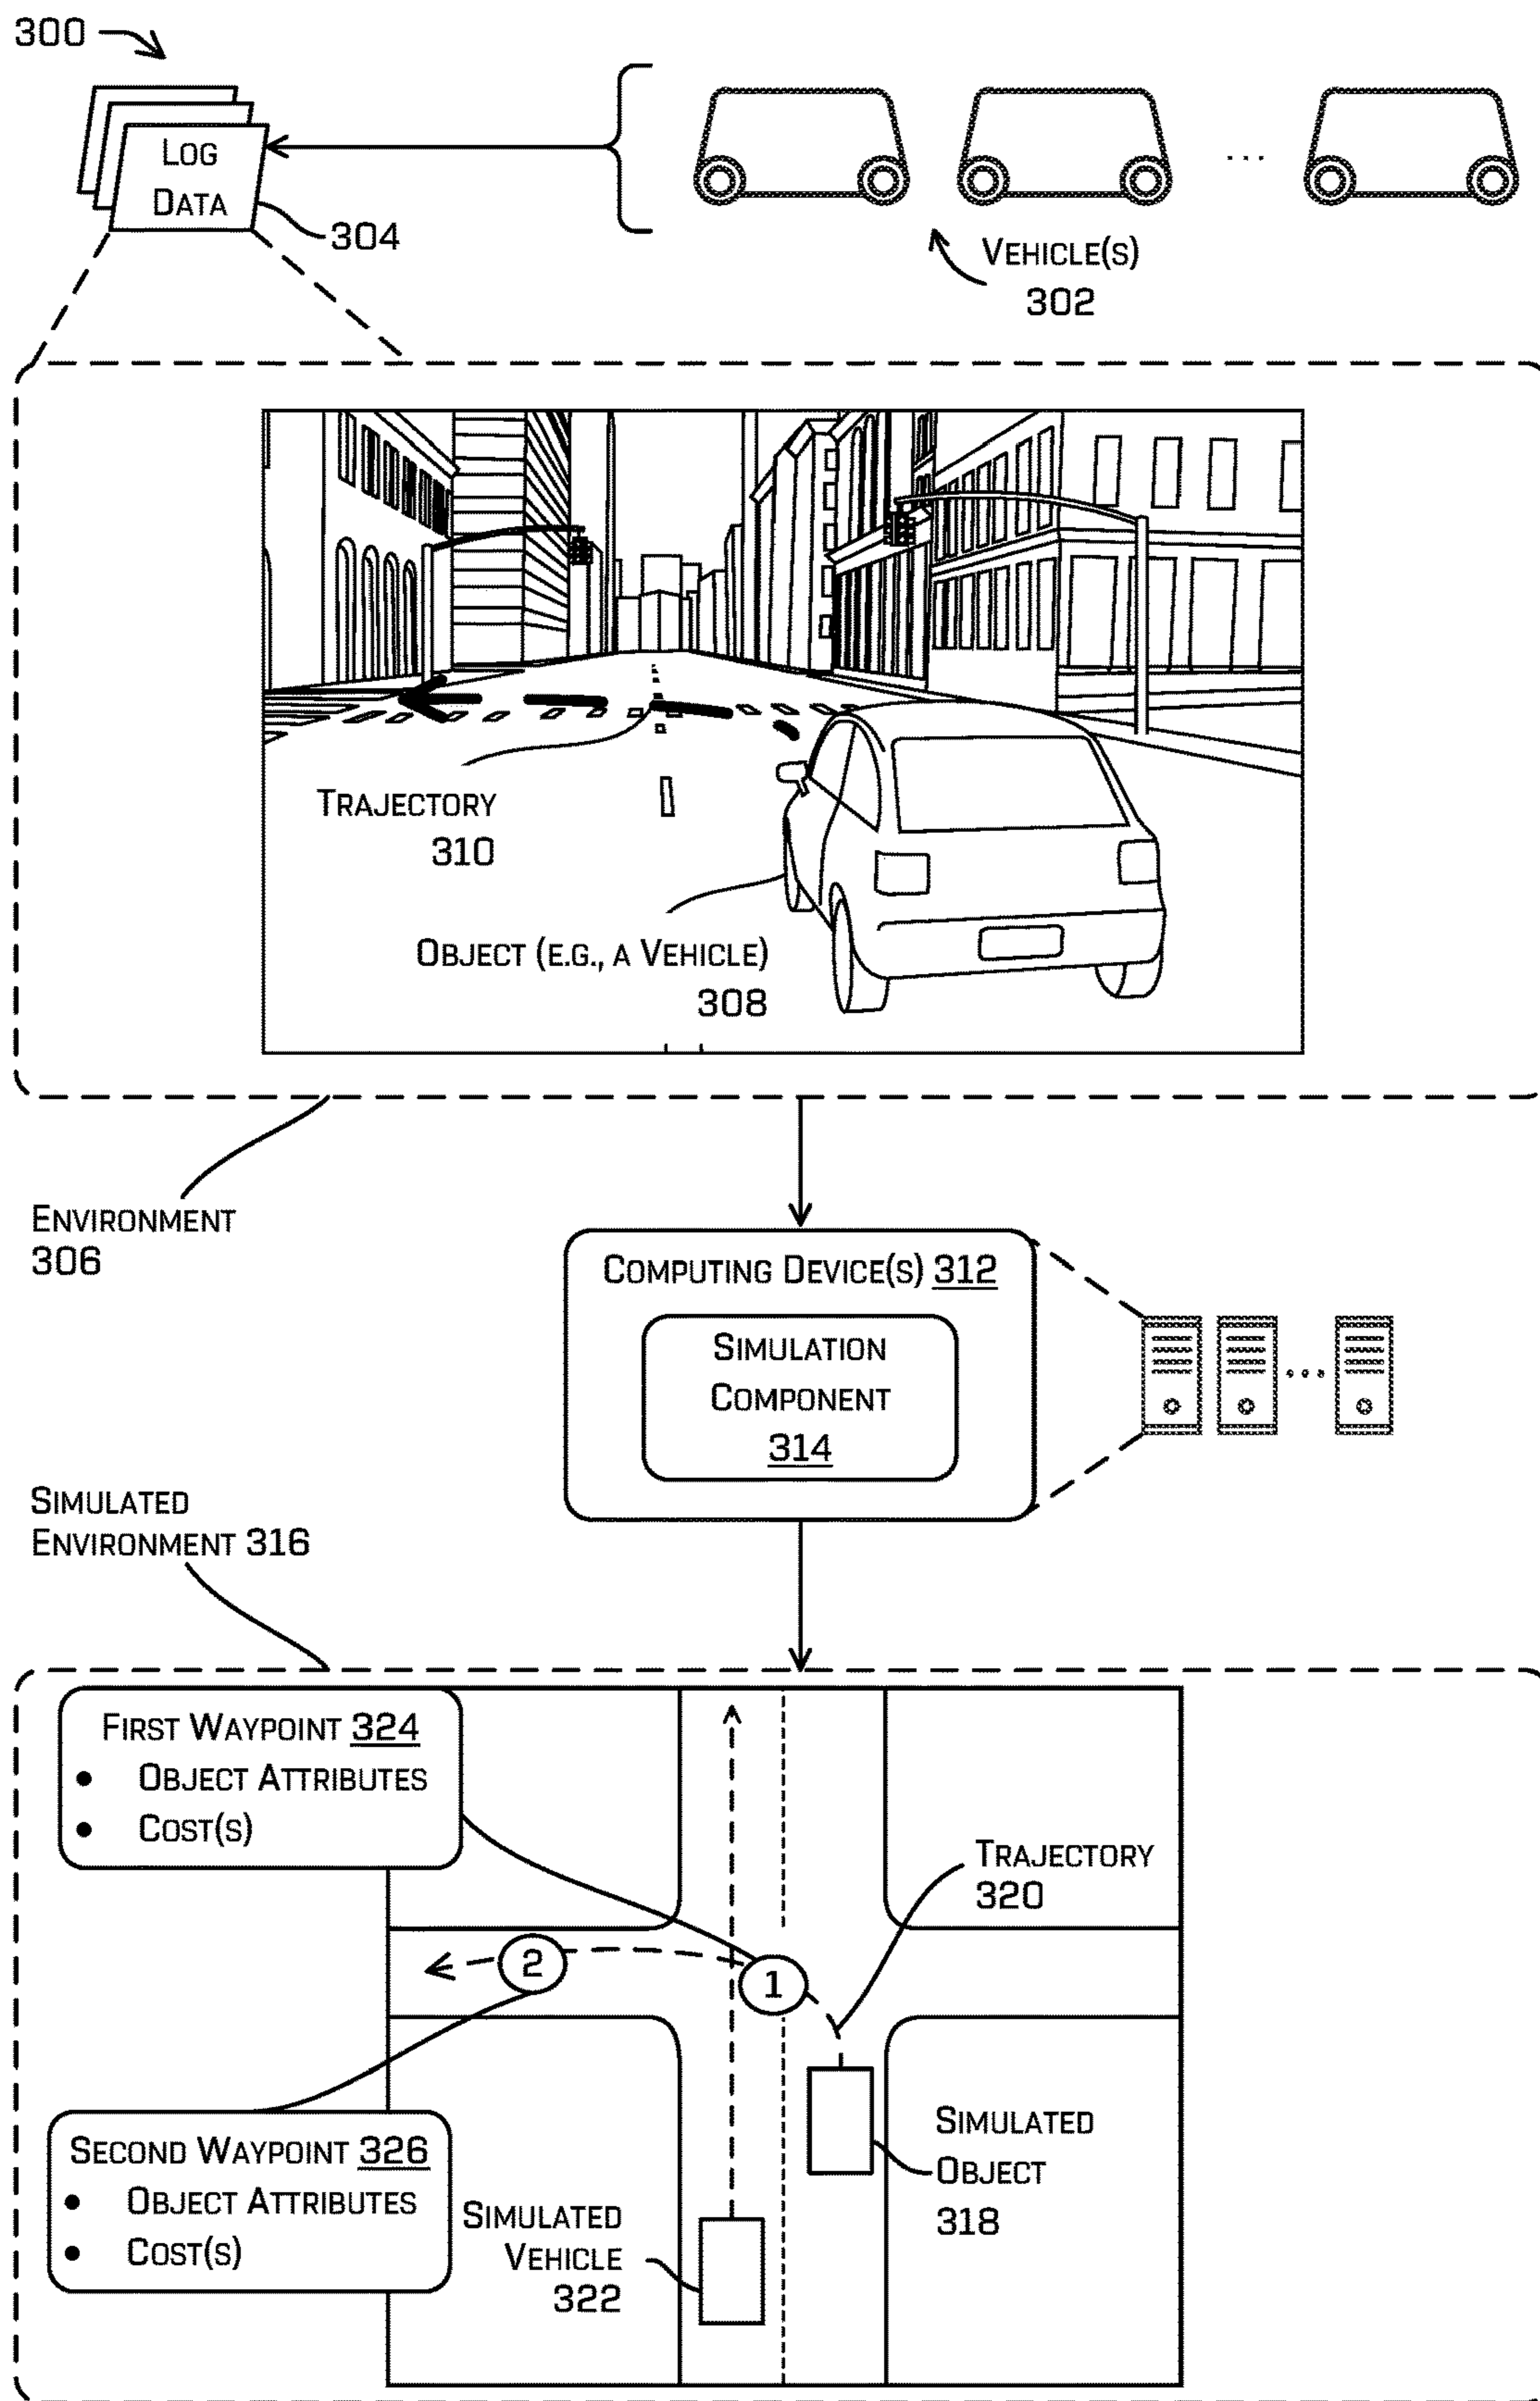 300
LOG
DATA
304
VEHICLE(S)
302
TRAJECTORY
310
OBJECT (E.G., A VEHICLE)
308
ENVIRONMENT
306
COMPUTING DEVICE(S) 312
SIMULATION
COMPONENT
314
SIMULATED
ENVIRONMENT 316
FIRST WAYPOINT 324
• OBJECT ATTRIBUTES
• COST(S)
TRAJECTORY
320
2
1
SECOND WAYPOINT 326
• OBJECT ATTRIBUTES
• COST(S)
SIMULATED
VEHICLE
322
SIMULATED
OBJECT
318